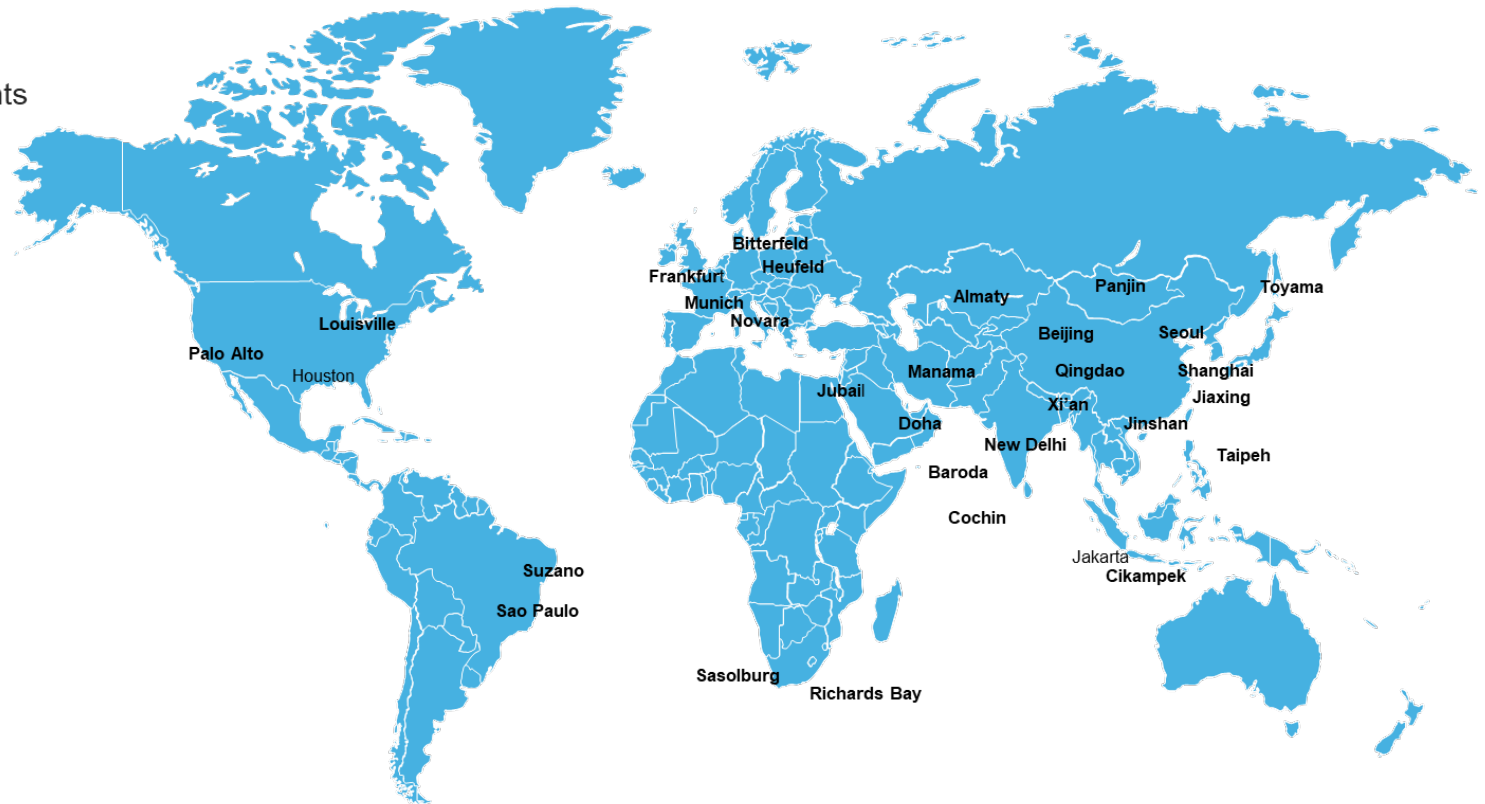 nts
Bitterfeld
Heufeld
Frankfurt
Munich
Novara
Almaty
Panjin
Toyama
Louisville
Beijing
Seoul
Palo Alto
Houston
Manama
Qingdao
Shanghai
Jubail
Xi'an
Jiaxing
Doha
Jinshan
New Delhi
Taipeh
Baroda
Cochin
Jakarta
Cikampek
Suzano
Sao Paulo
Sasolburg
Richards Bay